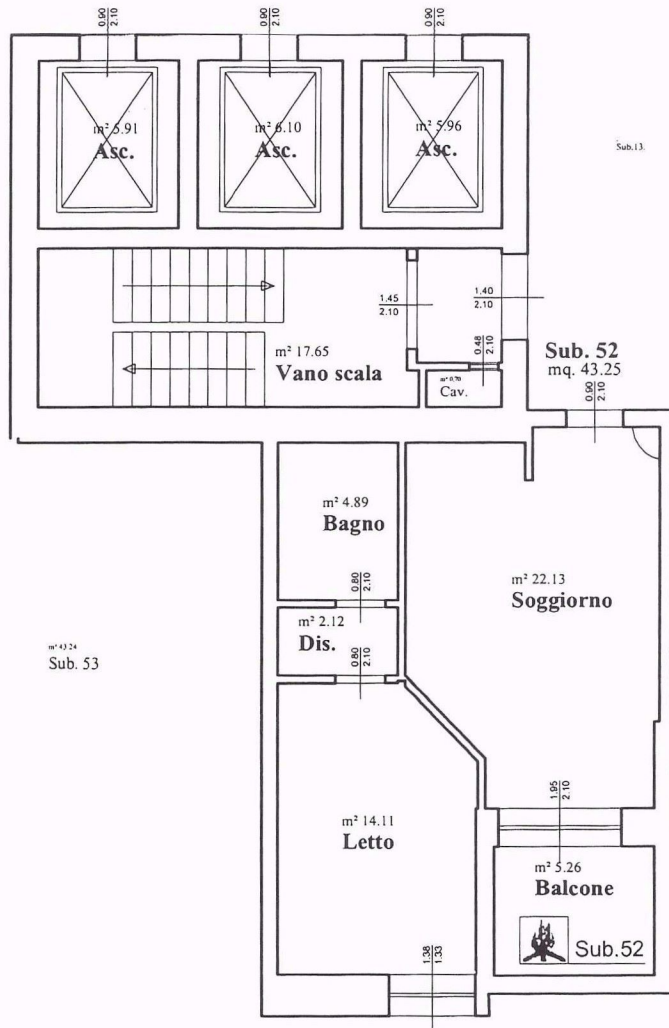 0.90
2.10
0.90
2.10
0.90
2.10
m² 5.91
Asc.
m² 6.10
Asc.
m² 5.96
Asc.
Sub.13.
1.45
2.10
1.40
2.10
m² 17.65
Vano scala
0.48
2.10
m² 0.70
Cav.
Sub. 52
mq. 43.25
0.90
2.10
m² 4.89
Bagno
0.80
2.10
m² 22.13
Soggiorno
m² 2.12
Dis.
0.80
2.10
m² 43.24
Sub. 53
1.95
2.10
m² 14.11
Letto
m² 5.26
Balcone
Sub.52
1.38
1.33